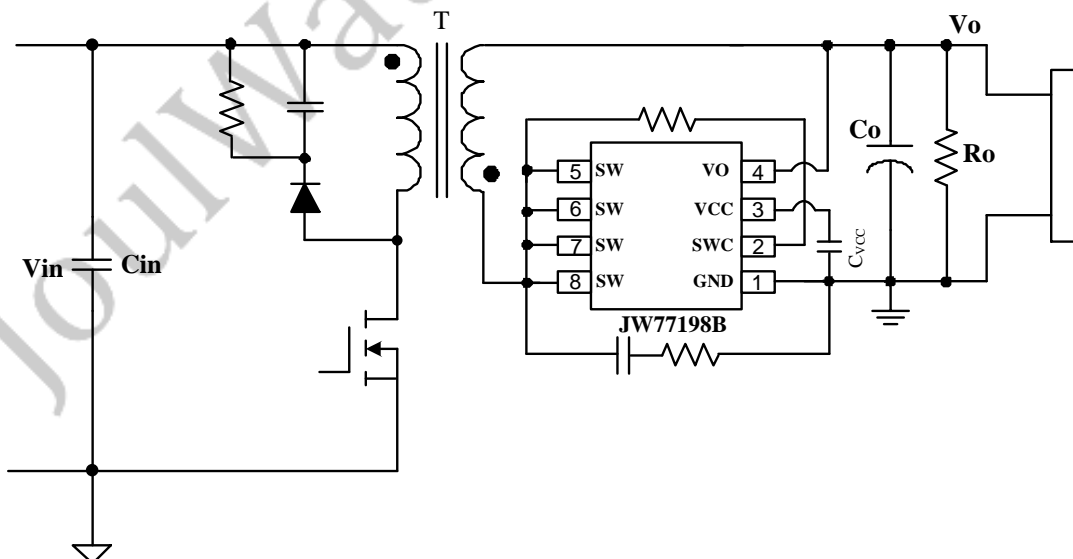 JoulWa
T
Vo
Co
Ro
Vin
Cin
5 SW VO 4
6 SW VCC 3
7 SW SWC 2
8 SW GND 1
CVCC
JW77198B